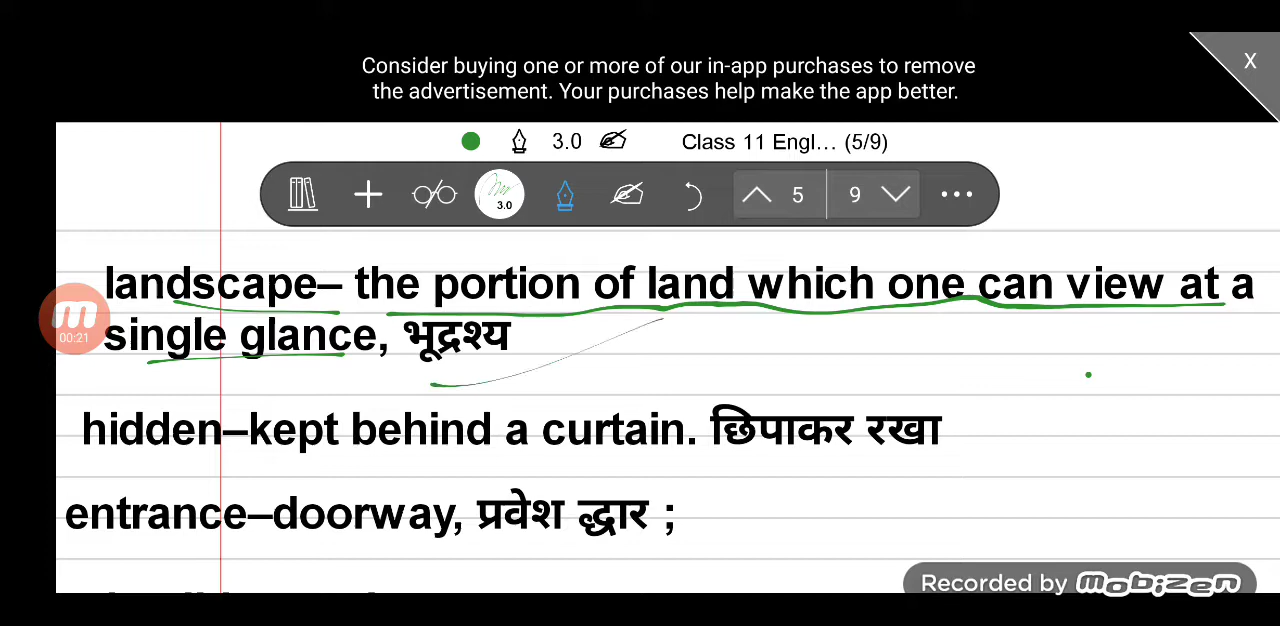 Consider buying one or more of our in-app purchases to remove
the advertisement. Your purchases help make the app better.
X
3.0 Class 11 Engl... (5/9)
3.0 5 9
landscape– the portion of land which one can view at a
00:21
single glance, भूद्रश्य
hidden–kept behind a curtain. छिपाकर रखा
entrance–doorway, प्रवेश द्धार ;
Recorded by mobizen